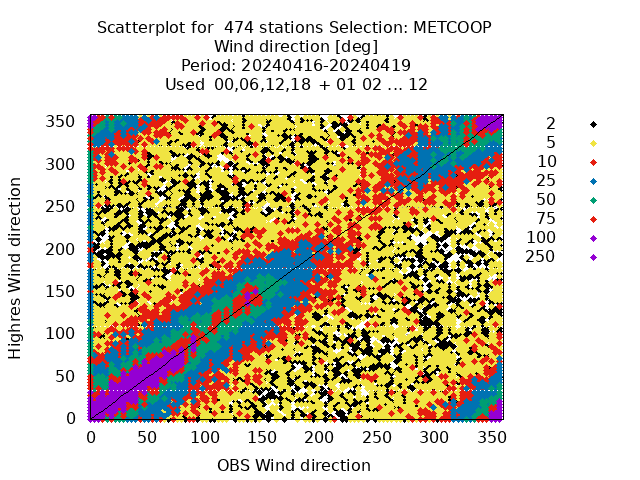 Scatterplot for  474 stations Selection: METCOOP
Wind direction [deg]
Period: 20240416-20240419
Used  00,06,12,18  + 01 02 ... 12
Highres Wind direction
350
300
250
200
150
100
50
0
0 50 100 150 200 250 300 350
OBS Wind direction
2
5
10
25
50
75
100
250